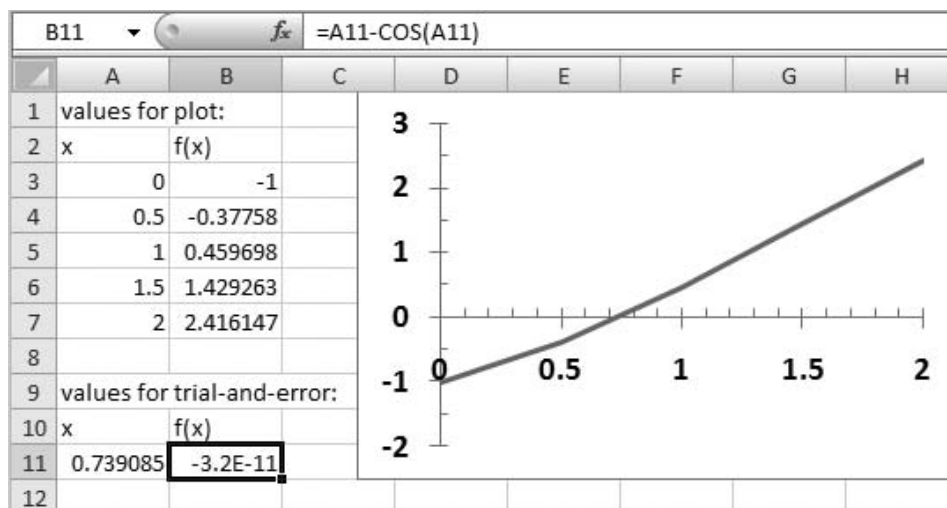 B11 fx =A11-COS(A11)
A B C D E F G H
1 values for plot:
2 x f(x)
3 0 -1
4 0.5 -0.37758
5 1 0.459698
6 1.5 1.429263
7 2 2.416147
8
9 values for trial-and-error:
10 x f(x)
11 0.739085 -3.2E-11
12
3
2
1
0
-1
-2
0 0.5 1 1.5 2